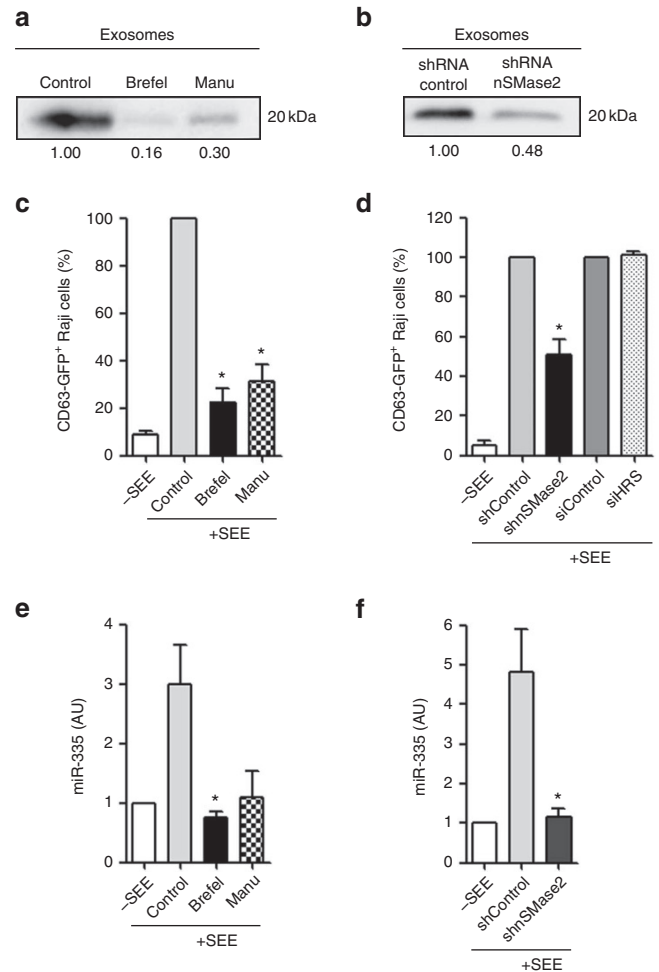 a
Exosomes
Control Brefel Manu
20 kDa
1.00 0.16 0.30
b
Exosomes
shRNA control shRNA nSMase2
20 kDa
1.00 0.48
c
CD63-GFP+ Raji cells (%)
100
80
60
40
20
0
* *
–SEE Control Brefel Manu
+SEE
d
CD63-GFP+ Raji cells (%)
120
100
80
60
40
20
0
*
–SEE shControl shnSMase2 siControl siHRS
+SEE
e
miR-335 (AU)
4
3
2
1
0
*
–SEE Control Brefel Manu
+SEE
f
miR-335 (AU)
6
5
4
3
2
1
0
*
–SEE shControl shnSMase2
+SEE